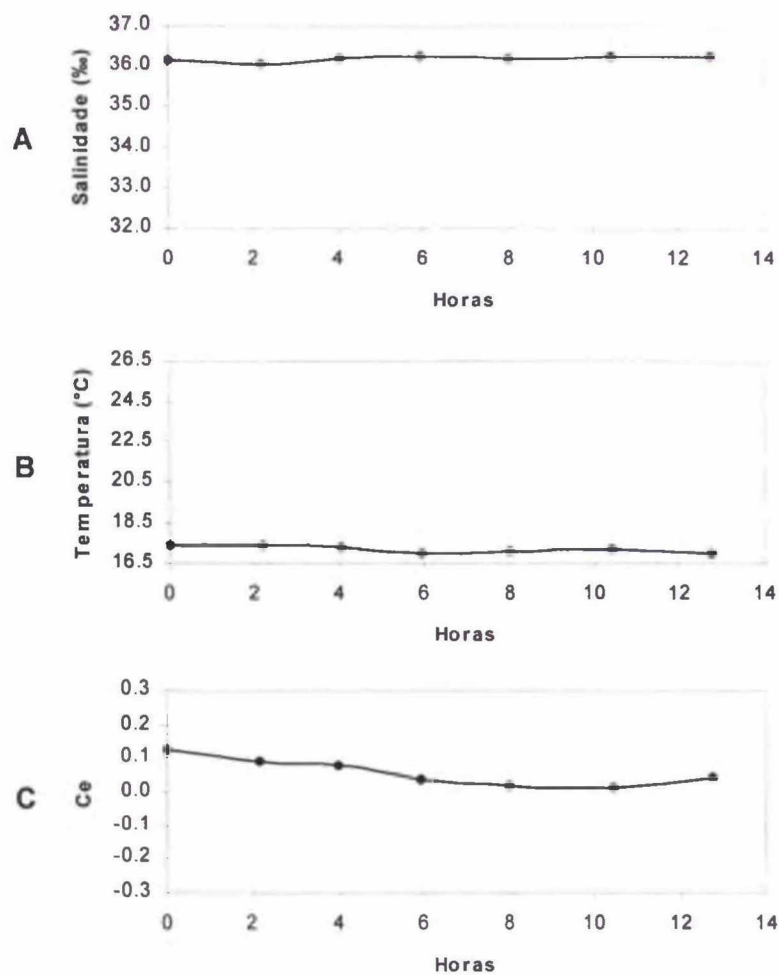 A
Salinidade (‰)
37.0
36.0
35.0
34.0
33.0
32.0
0 2 4 6 8 10 12 14
Horas
B
Temperatura (°C)
26.5
24.5
22.5
20.5
18.5
16.5
0 2 4 6 8 10 12 14
Horas
C
Ce
0.3
0.2
0.1
0.0
-0.1
-0.2
-0.3
0 2 4 6 8 10 12 14
Horas